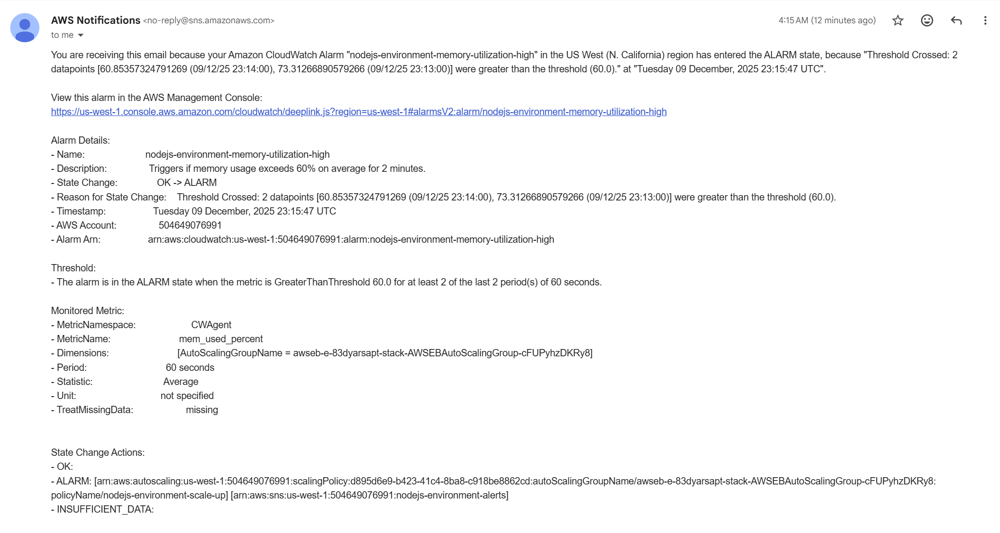 AWS Notifications <no-reply@sns.amazonaws.com>
4:15 AM (12 minutes ago)
to me
You are receiving this email because your Amazon CloudWatch Alarm "nodejs-environment-memory-utilization-high" in the US West (N. California) region has entered the ALARM state, because "Threshold Crossed: 2
datapoints [60.85357324791269 (09/12/25 23:14:00), 73.31266890579266 (09/12/25 23:13:00)] were greater than the threshold (60.0)." at "Tuesday 09 December, 2025 23:15:47 UTC".
View this alarm in the AWS Management Console:
https://us-west-1.console.aws.amazon.com/cloudwatch/deeplink.js?region=us-west-1#alarmsV2:alarm/nodejs-environment-memory-utilization-high
Alarm Details:
- Name: nodejs-environment-memory-utilization-high
- Description: Triggers if memory usage exceeds 60% on average for 2 minutes.
- State Change: OK -> ALARM
- Reason for State Change: Threshold Crossed: 2 datapoints [60.85357324791269 (09/12/25 23:14:00), 73.31266890579266 (09/12/25 23:13:00)] were greater than the threshold (60.0).
- Timestamp: Tuesday 09 December, 2025 23:15:47 UTC
- AWS Account: 504649076991
- Alarm Arn: arn:aws:cloudwatch:us-west-1:504649076991:alarm:nodejs-environment-memory-utilization-high
Threshold:
- The alarm is in the ALARM state when the metric is GreaterThanThreshold 60.0 for at least 2 of the last 2 period(s) of 60 seconds.
Monitored Metric:
- MetricNamespace: CWAgent
- MetricName: mem_used_percent
- Dimensions: [AutoScalingGroupName = awseb-e-83dyarsapt-stack-AWSEBAutoScalingGroup-cFUPyhzDKRy8]
- Period: 60 seconds
- Statistic: Average
- Unit: not specified
- TreatMissingData: missing
State Change Actions:
- OK:
- ALARM: [arn:aws:autoscaling:us-west-1:504649076991:scalingPolicy:d895d6e9-b423-41c4-8ba8-c918be8862cd:autoScalingGroupName/awseb-e-83dyarsapt-stack-AWSEBAutoScalingGroup-cFUPyhzDKRy8:
policyName/nodejs-environment-scale-up] [arn:aws:sns:us-west-1:504649076991:nodejs-environment-alerts]
- INSUFFICIENT_DATA: